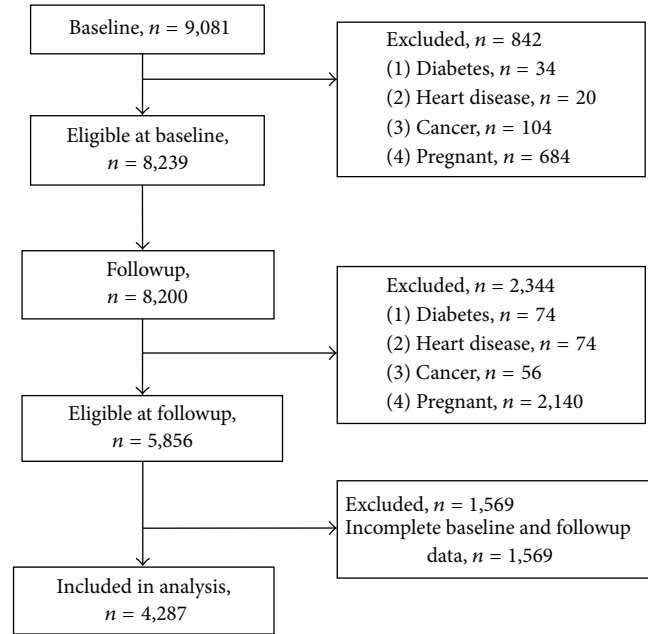 Baseline, n = 9,081
Excluded, n = 842
(1) Diabetes, n = 34
(2) Heart disease, n = 20
(3) Cancer, n = 104
(4) Pregnant, n = 684
Eligible at baseline,
n = 8,239
Followup,
n = 8,200
Excluded, n = 2,344
(1) Diabetes, n = 74
(2) Heart disease, n = 74
(3) Cancer, n = 56
(4) Pregnant, n = 2,140
Eligible at followup,
n = 5,856
Excluded, n = 1,569
Incomplete baseline and followup
data, n = 1,569
Included in analysis,
n = 4,287